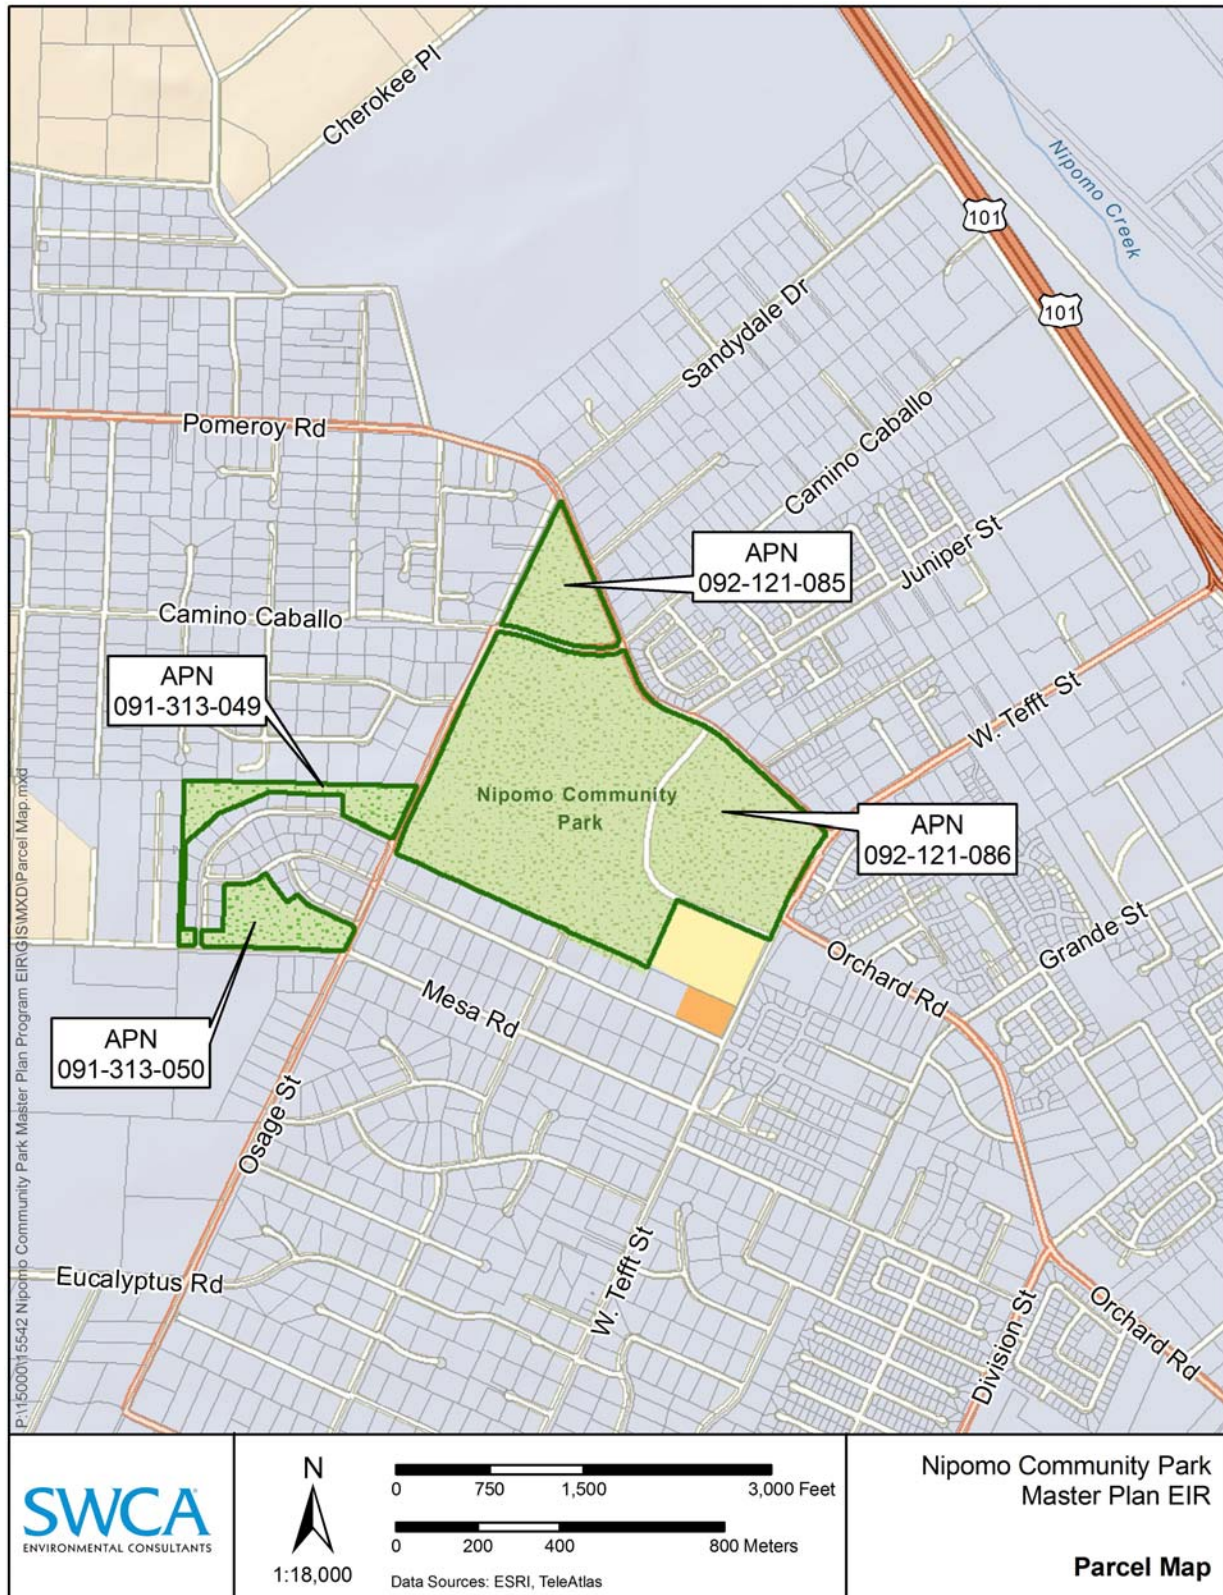 Cherokee Pl
Nipomo Creek
101
101
Sandydale Dr
Pomeroy Rd
Camino Caballo
Juniper St
APN
092-121-085
Camino Caballo
APN
091-313-049
W. Tefft St
Nipomo Community
Park
APN
092-121-086
Grande St
Orchard Rd
Mesa Rd
APN
091-313-050
Osage St
Eucalyptus Rd
W. Tefft St
Division St
Orchard Rd
P:\15000\15542 Nipomo Community Park Master Plan Program EIR\GIS\MXD\Parcel Map.mxd
SWCA
ENVIRONMENTAL CONSULTANTS
N
1:18,000
0 750 1,500 3,000 Feet
0 200 400 800 Meters
Data Sources: ESRI, TeleAtlas
Nipomo Community Park
Master Plan EIR
Parcel Map